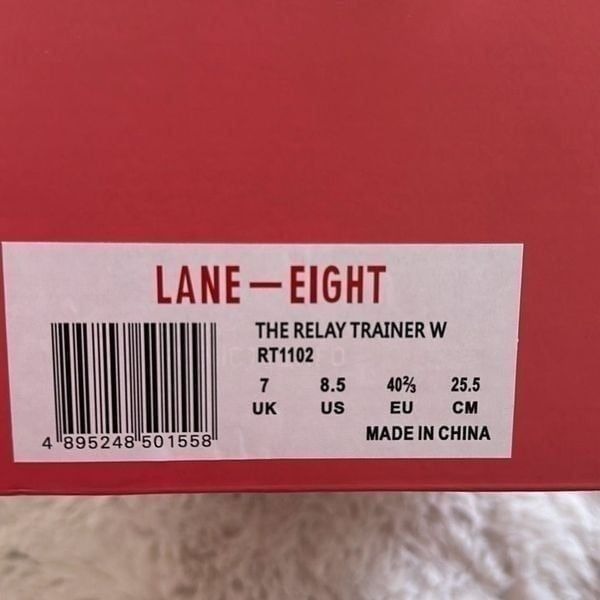 LANE—EIGHT
THE RELAY TRAINER W
RT1102
7 8.5 40⅔ 25.5
UK US EU CM
MADE IN CHINA
4 895248 501558